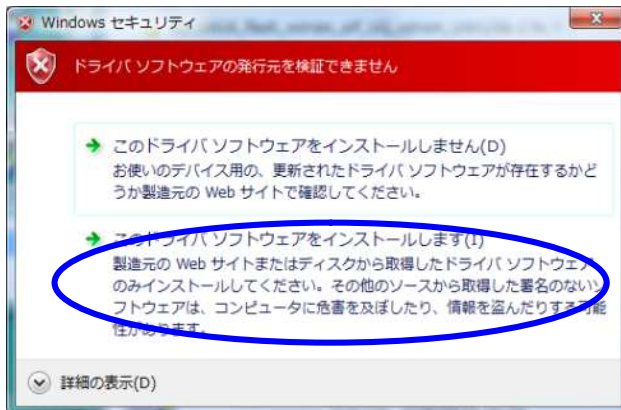 Windows セキュリティ
ドライバ ソフトウェアの発行元を検証できません
このドライバ ソフトウェアをインストールしません(D)
お使いのデバイス用の、更新されたドライバ ソフトウェアが存在するかど
うか製造元の Web サイトで確認してください。
このドライバ ソフトウェアをインストールします(I)
製造元の Web サイトまたはディスクから取得したドライバ ソフトウェア
のみインストールしてください。その他のソースから取得した署名のないソ
フトウェアは、コンピュータに危害を及ぼしたり、情報を盗んだりする可能
性があります。
詳細の表示(D)